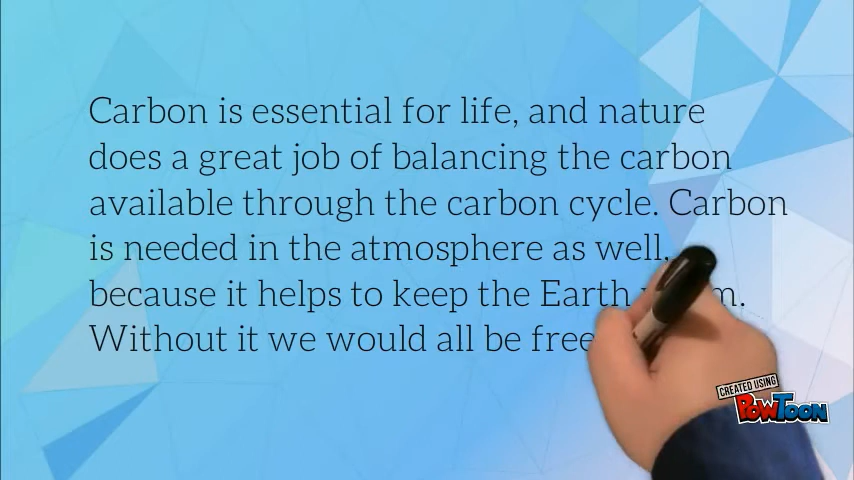 Carbon is essential for life, and nature
does a great job of balancing the carbon
available through the carbon cycle. Carbon
is needed in the atmosphere as well,
because it helps to keep the Earth
Without it we would all be
CREATED USING
POWTOON